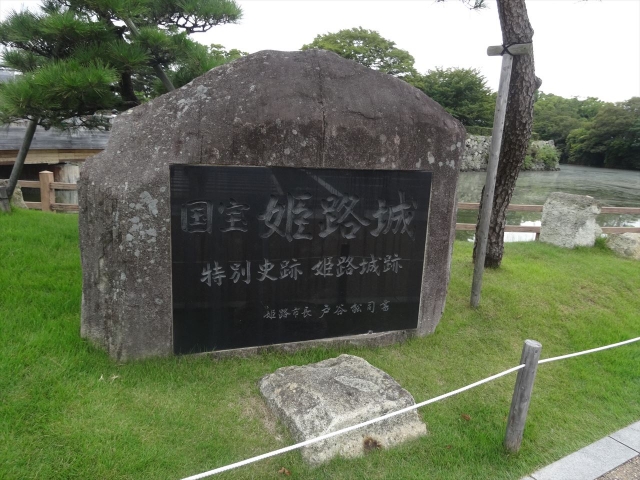 国宝 姫路城
特別史跡 姫路城跡
姫路市長 戸谷松司書